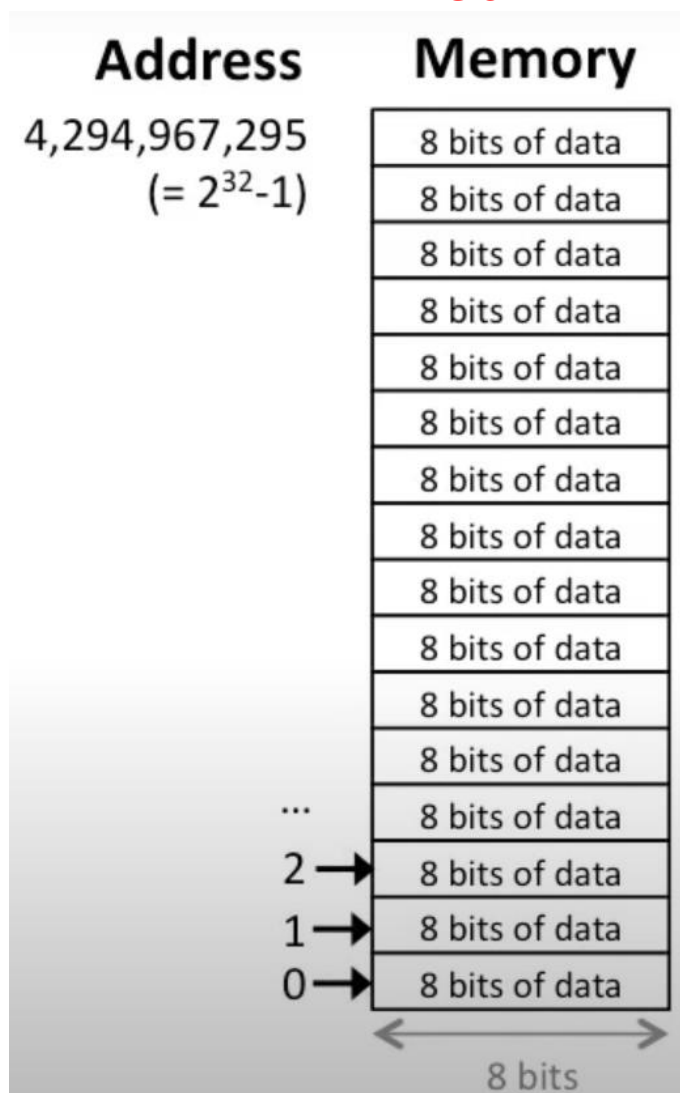 Address Memory
4,294,967,295
(= 2³²-1)
8 bits of data
8 bits of data
8 bits of data
8 bits of data
8 bits of data
8 bits of data
8 bits of data
8 bits of data
8 bits of data
8 bits of data
8 bits of data
8 bits of data
... 8 bits of data
2 8 bits of data
1 8 bits of data
0 8 bits of data
8 bits